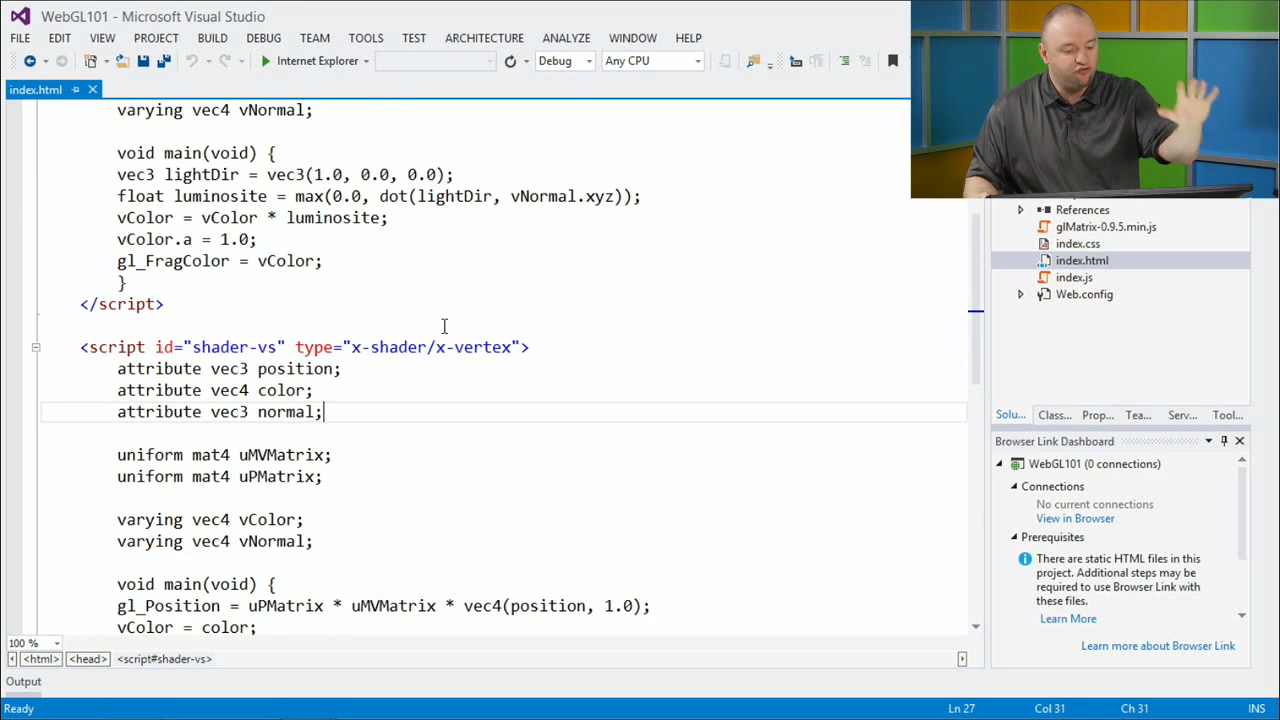 WebGL101 - Microsoft Visual Studio
FILE EDIT VIEW PROJECT BUILD DEBUG TEAM TOOLS TEST ARCHITECTURE ANALYZE WINDOW HELP
Internet Explorer Debug Any CPU
index.html
varying vec4 vNormal;
void main(void) {
vec3 lightDir = vec3(1.0, 0.0, 0.0);
float luminosite = max(0.0, dot(lightDir, vNormal.xyz));
vColor = vColor * luminosite;
vColor.a = 1.0;
gl_FragColor = vColor;
}
</script>
<script id="shader-vs" type="x-shader/x-vertex">
attribute vec3 position;
attribute vec4 color;
attribute vec3 normal;
uniform mat4 uMVMatrix;
uniform mat4 uPMatrix;
varying vec4 vColor;
varying vec4 vNormal;
void main(void) {
gl_Position = uPMatrix * uMVMatrix * vec4(position, 1.0);
vColor = color;
100 %
<html> <head> <script#shader-vs>
References
glMatrix-0.9.5.min.js
index.css
index.html
index.js
Web.config
Solu... Class... Prop... Tea... Serv... Tool...
Browser Link Dashboard
WebGL101 (0 connections)
Connections
No current connections
View in Browser
Prerequisites
There are static HTML files in this
project. Additional steps may be
required to use Browser Link with
these files.
Learn More
Learn more about Browser Link
Output
Ready Ln 27 Col 31 Ch 31 INS